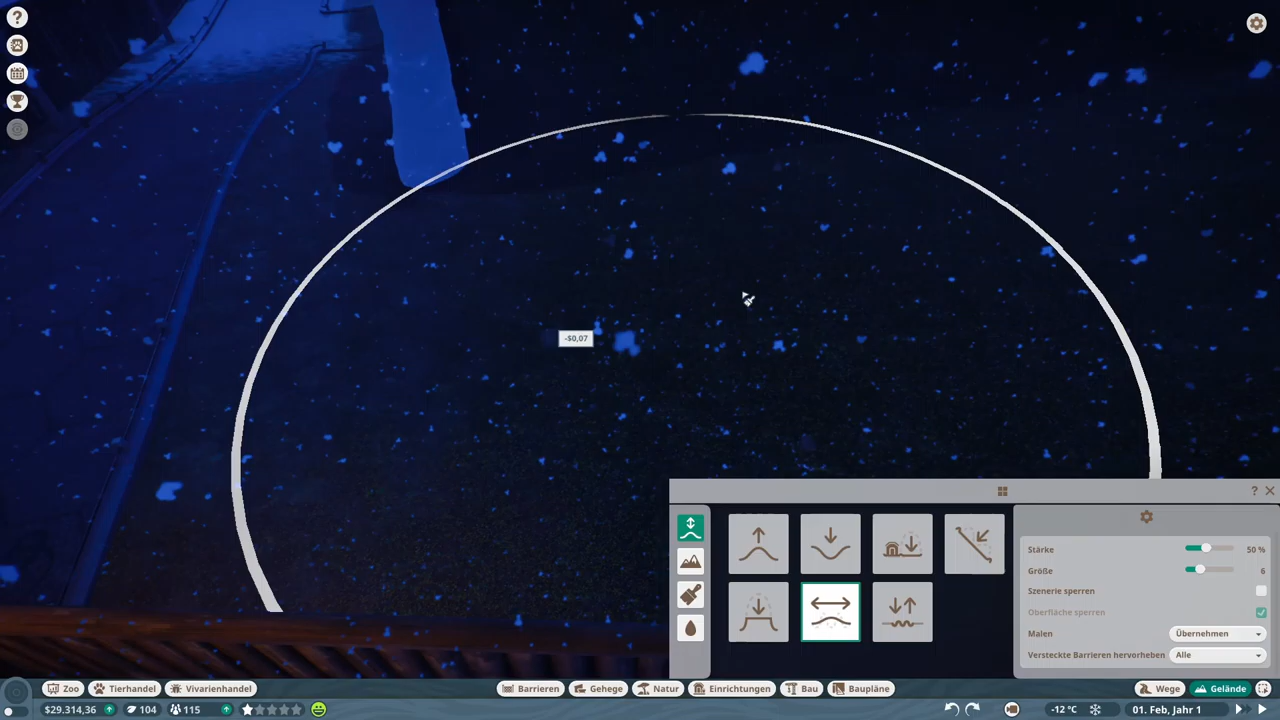 -$0,07
Stärke 50 %
Größe 6
Szenerie sperren
Oberfläche sperren
Malen Übernehmen
Versteckte Barrieren hervorheben Alle
Zoo Tierhandel Vivarienhandel Barrieren Gehege Natur Einrichtungen Bau Baupläne Wege Gelände
$29.314,36 104 115 -12 °C 01. Feb, Jahr 1